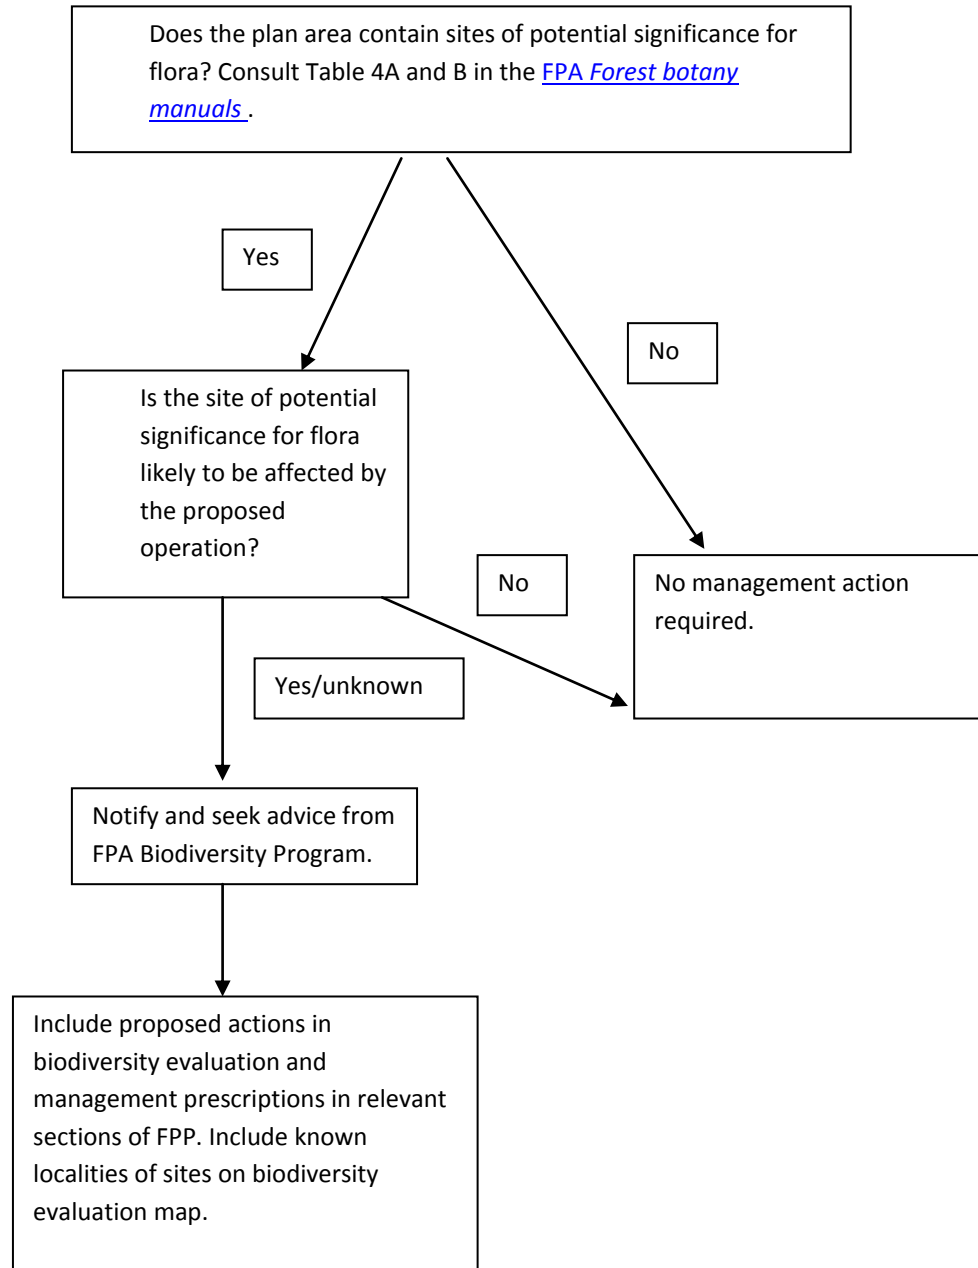 Does the plan area contain sites of potential significance for
flora? Consult Table 4A and B in the FPA Forest botany
manuals .
Yes
No
Is the site of potential
significance for flora
likely to be affected by
the proposed
operation?
No
No management action
required.
Yes/unknown
Notify and seek advice from
FPA Biodiversity Program.
Include proposed actions in
biodiversity evaluation and
management prescriptions in relevant
sections of FPP. Include known
localities of sites on biodiversity
evaluation map.